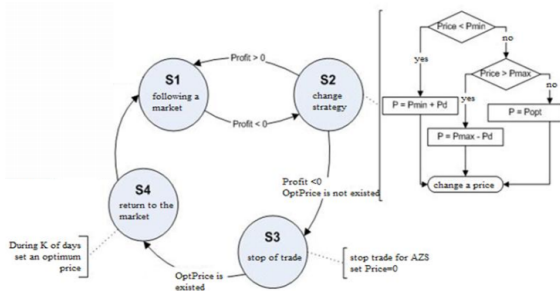 Price < Pmin
no
yes
Price > Pmax
yes
no
P = Pmin + Pd
P = Popt
P = Pmax - Pd
change a price
S1
following a
market
Profit > 0
Profit < 0
S2
change
strategy
Profit <0
OptPrice is not existed
S3
stop of trade
stop trade for AZS
set Price=0
OptPrice is
existed
S4
return to the
market
During K of days
set an optimum
price